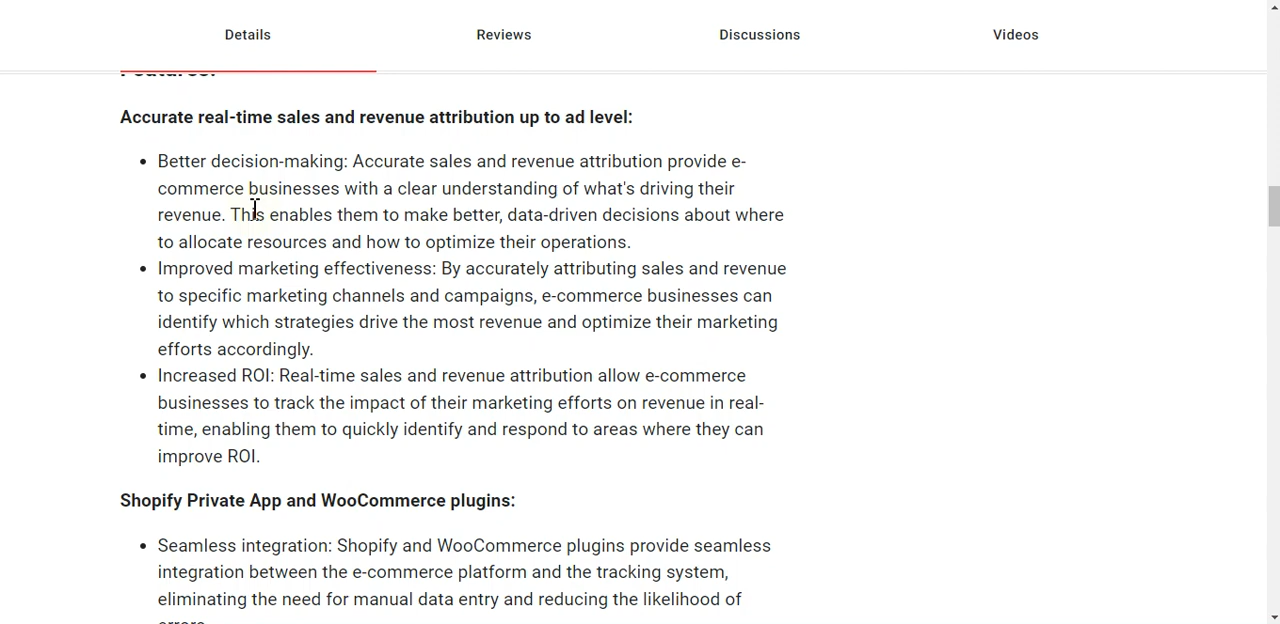 Details
Reviews
Discussions
Videos
Features:
Accurate real-time sales and revenue attribution up to ad level:
Better decision-making: Accurate sales and revenue attribution provide e-
commerce businesses with a clear understanding of what's driving their
revenue. This enables them to make better, data-driven decisions about where
to allocate resources and how to optimize their operations.
Improved marketing effectiveness: By accurately attributing sales and revenue
to specific marketing channels and campaigns, e-commerce businesses can
identify which strategies drive the most revenue and optimize their marketing
efforts accordingly.
Increased ROI: Real-time sales and revenue attribution allow e-commerce
businesses to track the impact of their marketing efforts on revenue in real-
time, enabling them to quickly identify and respond to areas where they can
improve ROI.
Shopify Private App and WooCommerce plugins:
Seamless integration: Shopify and WooCommerce plugins provide seamless
integration between the e-commerce platform and the tracking system,
eliminating the need for manual data entry and reducing the likelihood of
errors.